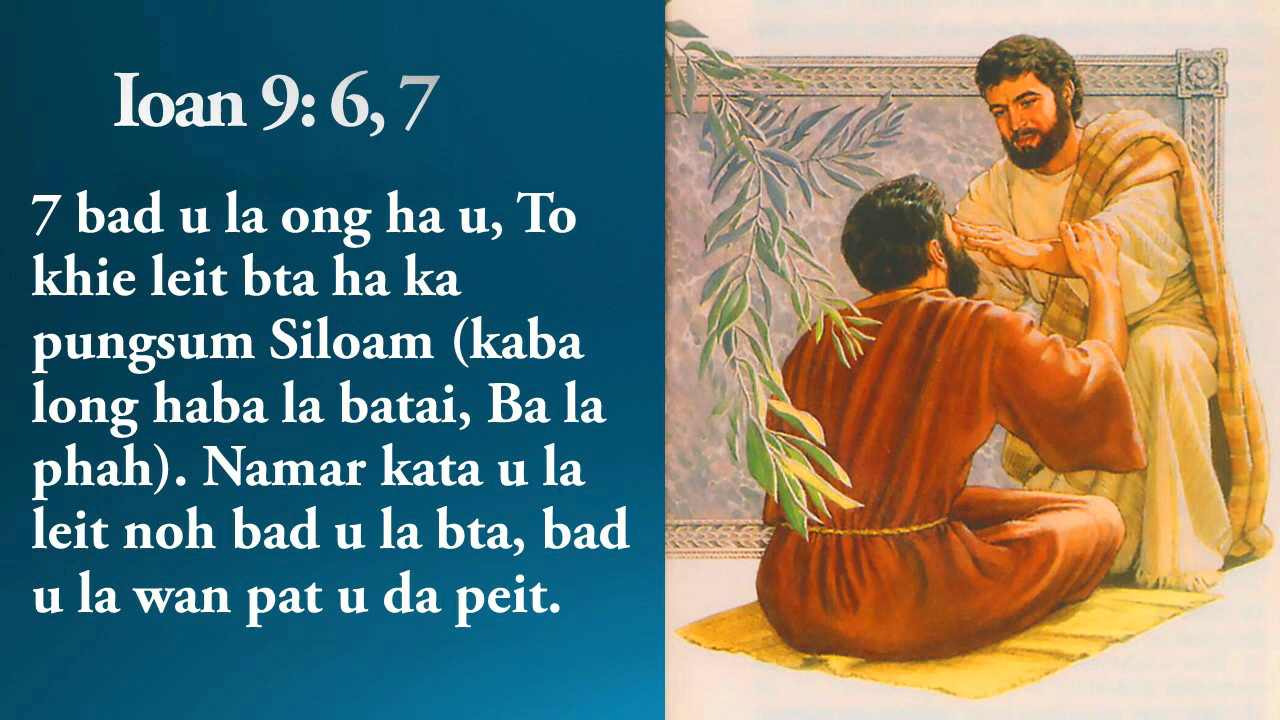 Ioan 9: 6, 7
7 bad u la ong ha u, To
khie leit bta ha ka
pungsum Siloam (kaba
long haba la batai, Ba la
phah). Namar kata u la
leit noh bad u la bta, bad
u la wan pat u da peit.